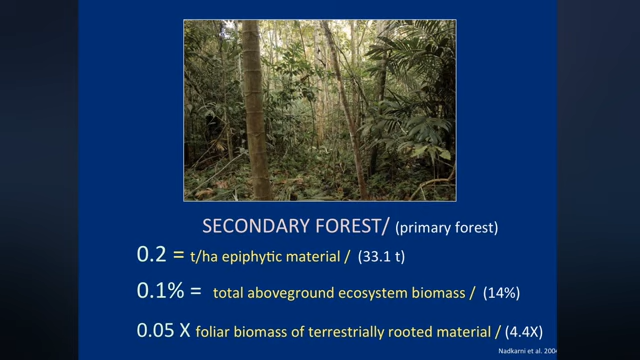 SECONDARY FOREST/ (primary forest)
0.2 = t/ha epiphytic material / (33.1 t)
0.1% = total aboveground ecosystem biomass / (14%)
0.05 X foliar biomass of terrestrially rooted material / (4.4X)
Nadkarni et al. 2004